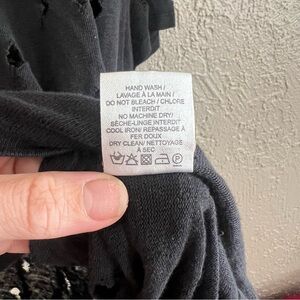 HAND WASH /
LAVAGE À LA MAIN /
DO NOT BLEACH / CHLORE
INTERDIT
NO MACHINE DRY/
SÈCHE-LINGE INTERDIT
COOL IRON/ REPASSAGE À
FER DOUX
DRY CLEAN/ NETTOYAGE
À SEC
P